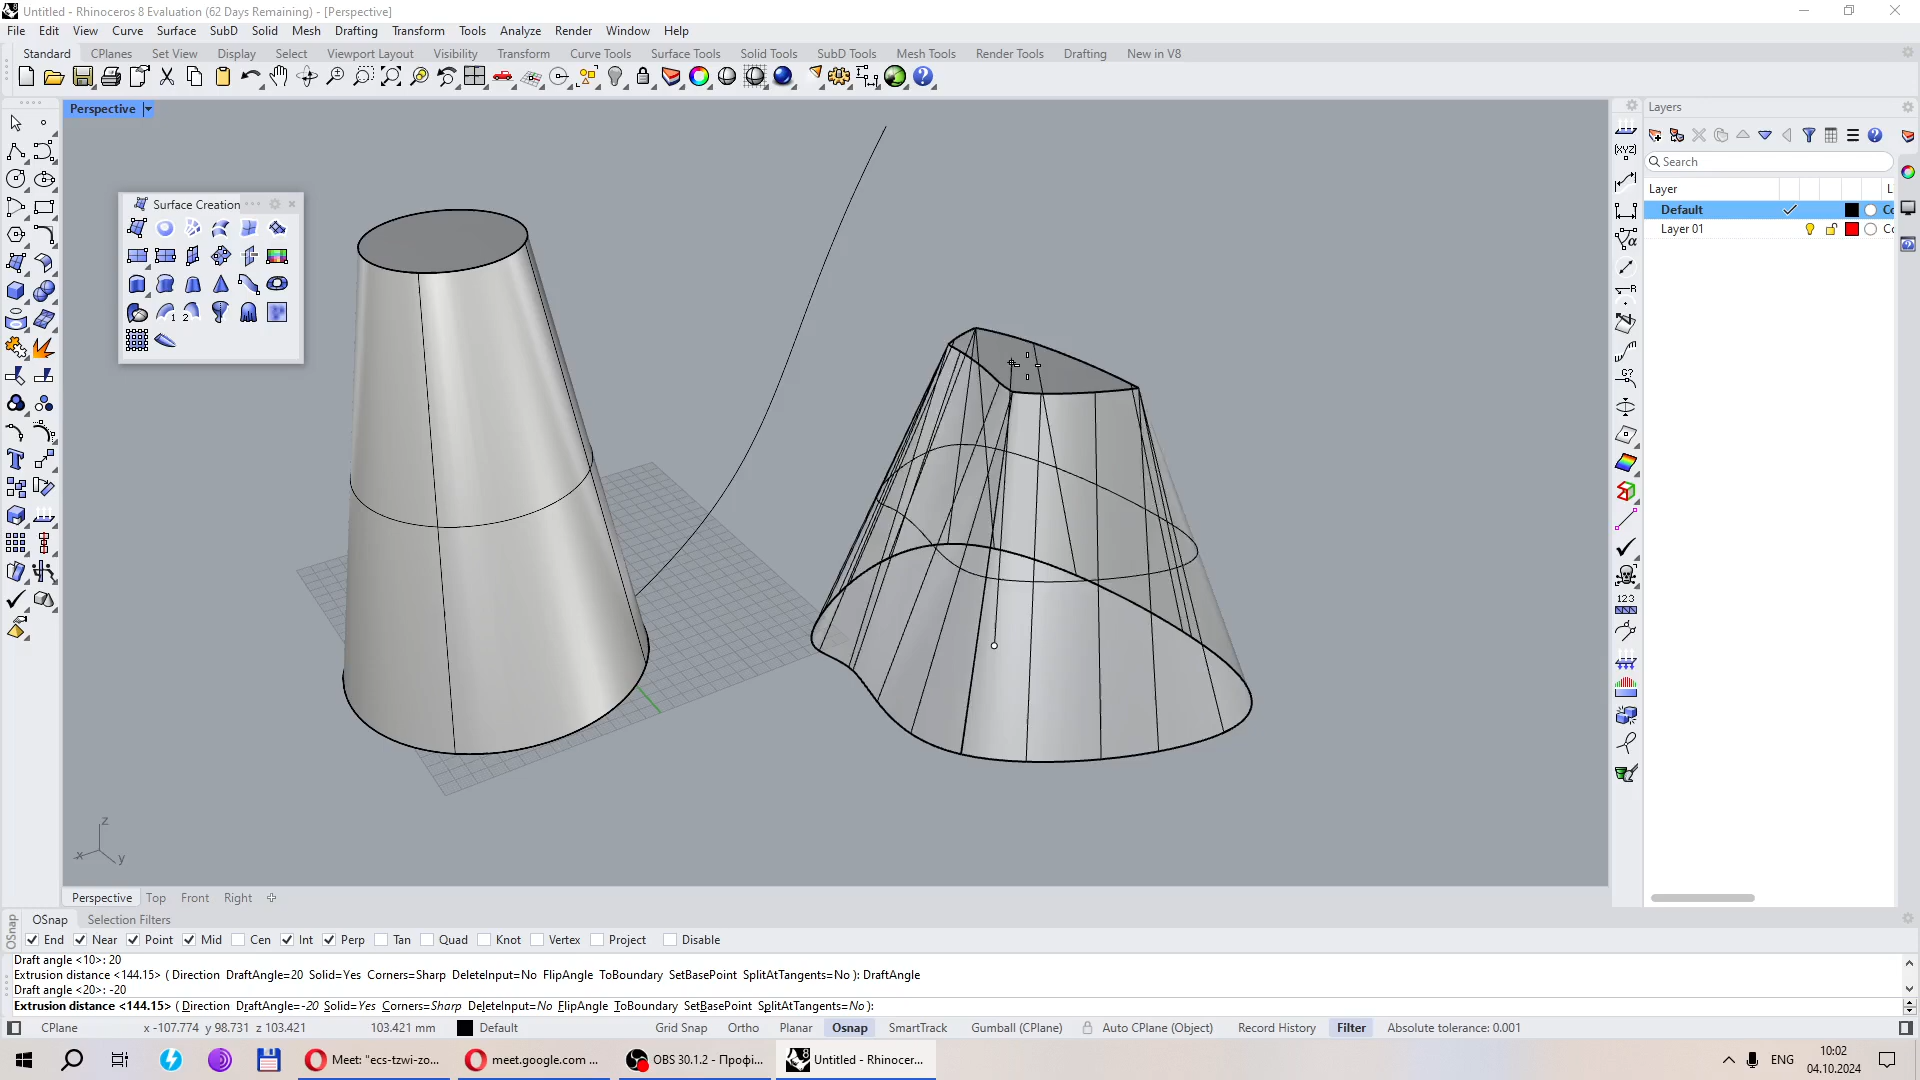 Untitled - Rhinoceros 8 Evaluation (62 Days Remaining) - [Perspective]
File Edit View Curve Surface SubD Solid Mesh Drafting Transform Tools Analyze Render Window Help
Standard CPlanes Set View Display Select Viewport Layout Visibility Transform Curve Tools Surface Tools Solid Tools SubD Tools Mesh Tools Render Tools Drafting New in V8
Perspective
Layers
Search
Layer L
Default Co
Layer 01 Co
Surface Creation
1 2
(XYZ)
R
G?
123
z
x
y
Perspective Top Front Right
OSnap
OSnap Selection Filters
End Near Point Mid Cen Int Perp Tan Quad Knot Vertex Project Disable
Draft angle <10>: 20
Extrusion distance <144.15> ( Direction DraftAngle=20 Solid=Yes Corners=Sharp DeleteInput=No FlipAngle ToBoundary SetBasePoint SplitAtTangents=No ): DraftAngle
Draft angle <20>: -20
Extrusion distance <144.15> ( Direction DraftAngle=-20 Solid=Yes Corners=Sharp DeleteInput=No FlipAngle ToBoundary SetBasePoint SplitAtTangents=No ):
CPlane x -107.774 y 98.731 z 103.421 103.421 mm Default Grid Snap Ortho Planar Osnap SmartTrack Gumball (CPlane) Auto CPlane (Object) Record History Filter Absolute tolerance: 0.001
Meet: "ecs-tzwi-zo... meet.google.com ... OBS 30.1.2 - Профі... Untitled - Rhinocer... ENG 10:02
04.10.2024